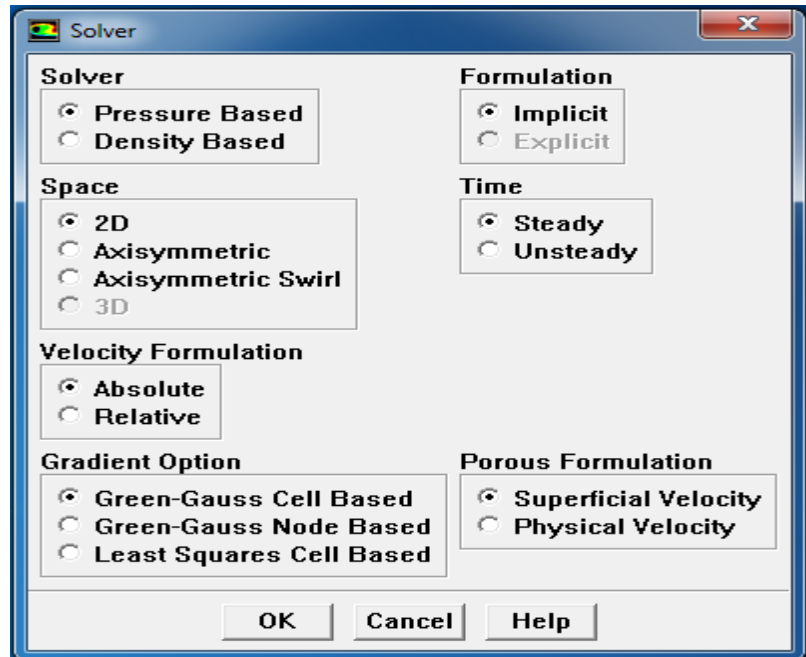 Solver
Solver
Pressure Based
Density Based
Formulation
Implicit
Explicit
Space
2D
Axisymmetric
Axisymmetric Swirl
3D
Time
Steady
Unsteady
Velocity Formulation
Absolute
Relative
Gradient Option
Green-Gauss Cell Based
Green-Gauss Node Based
Least Squares Cell Based
Porous Formulation
Superficial Velocity
Physical Velocity
OK
Cancel
Help